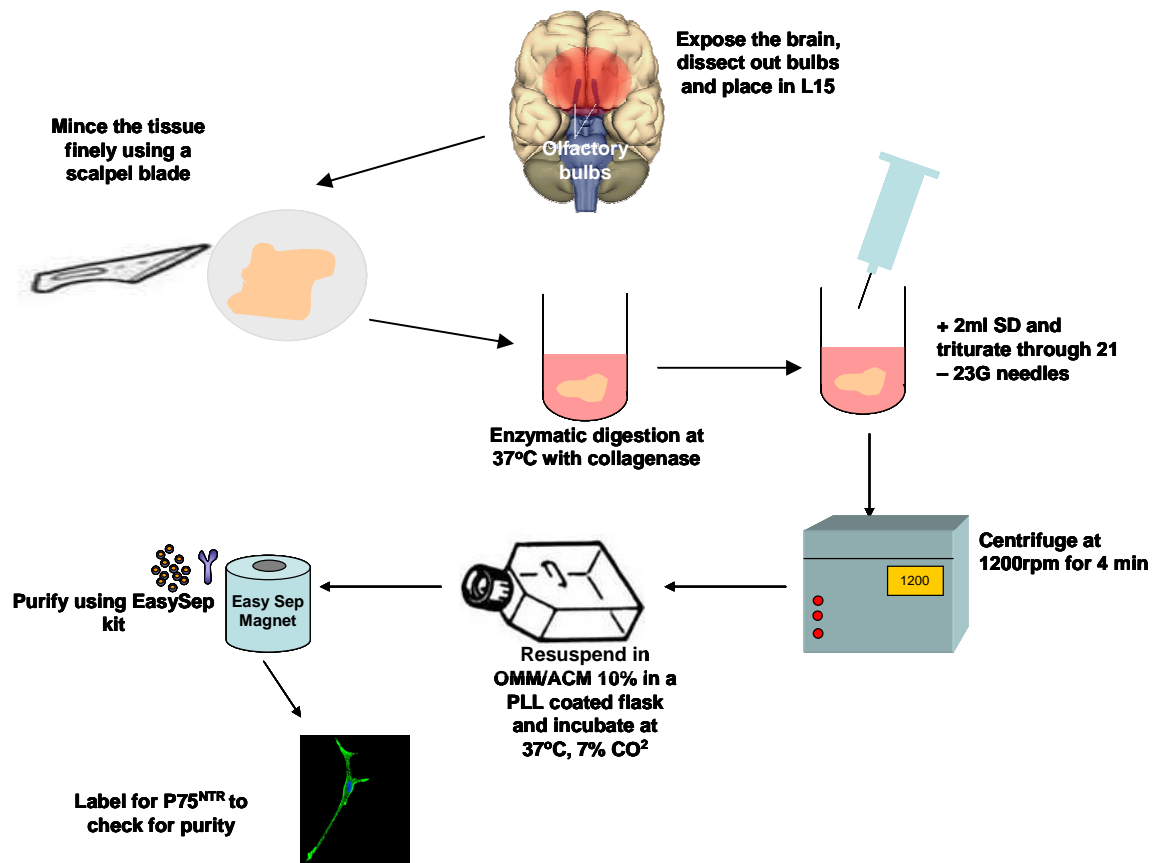 Expose the brain,
dissect out bulbs
and place in L15
Olfactory
bulbs
Mince the tissue
finely using a
scalpel blade
Enzymatic digestion at
37ºC with collagenase
+ 2ml SD and
triturate through 21
– 23G needles
Centrifuge at
1200rpm for 4 min
1200
Resuspend in
OMM/ACM 10% in a
PLL coated flask
and incubate at
37ºC, 7% CO²
Purify using EasySep
kit
Easy Sep
Magnet
Label for P75ᴺᵀᴿ to
check for purity